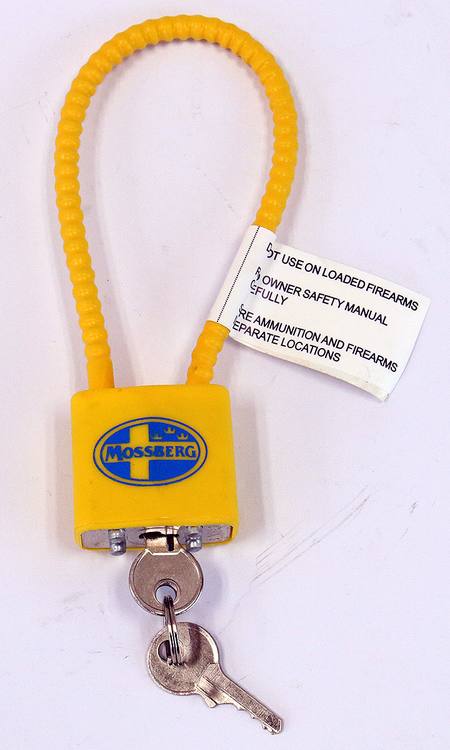 OT USE ON LOADED FIREARMS
OWNER SAFETY MANUAL
EFULLY
RE AMMUNITION AND FIREARMS
EPARATE LOCATIONS
MOSSBERG